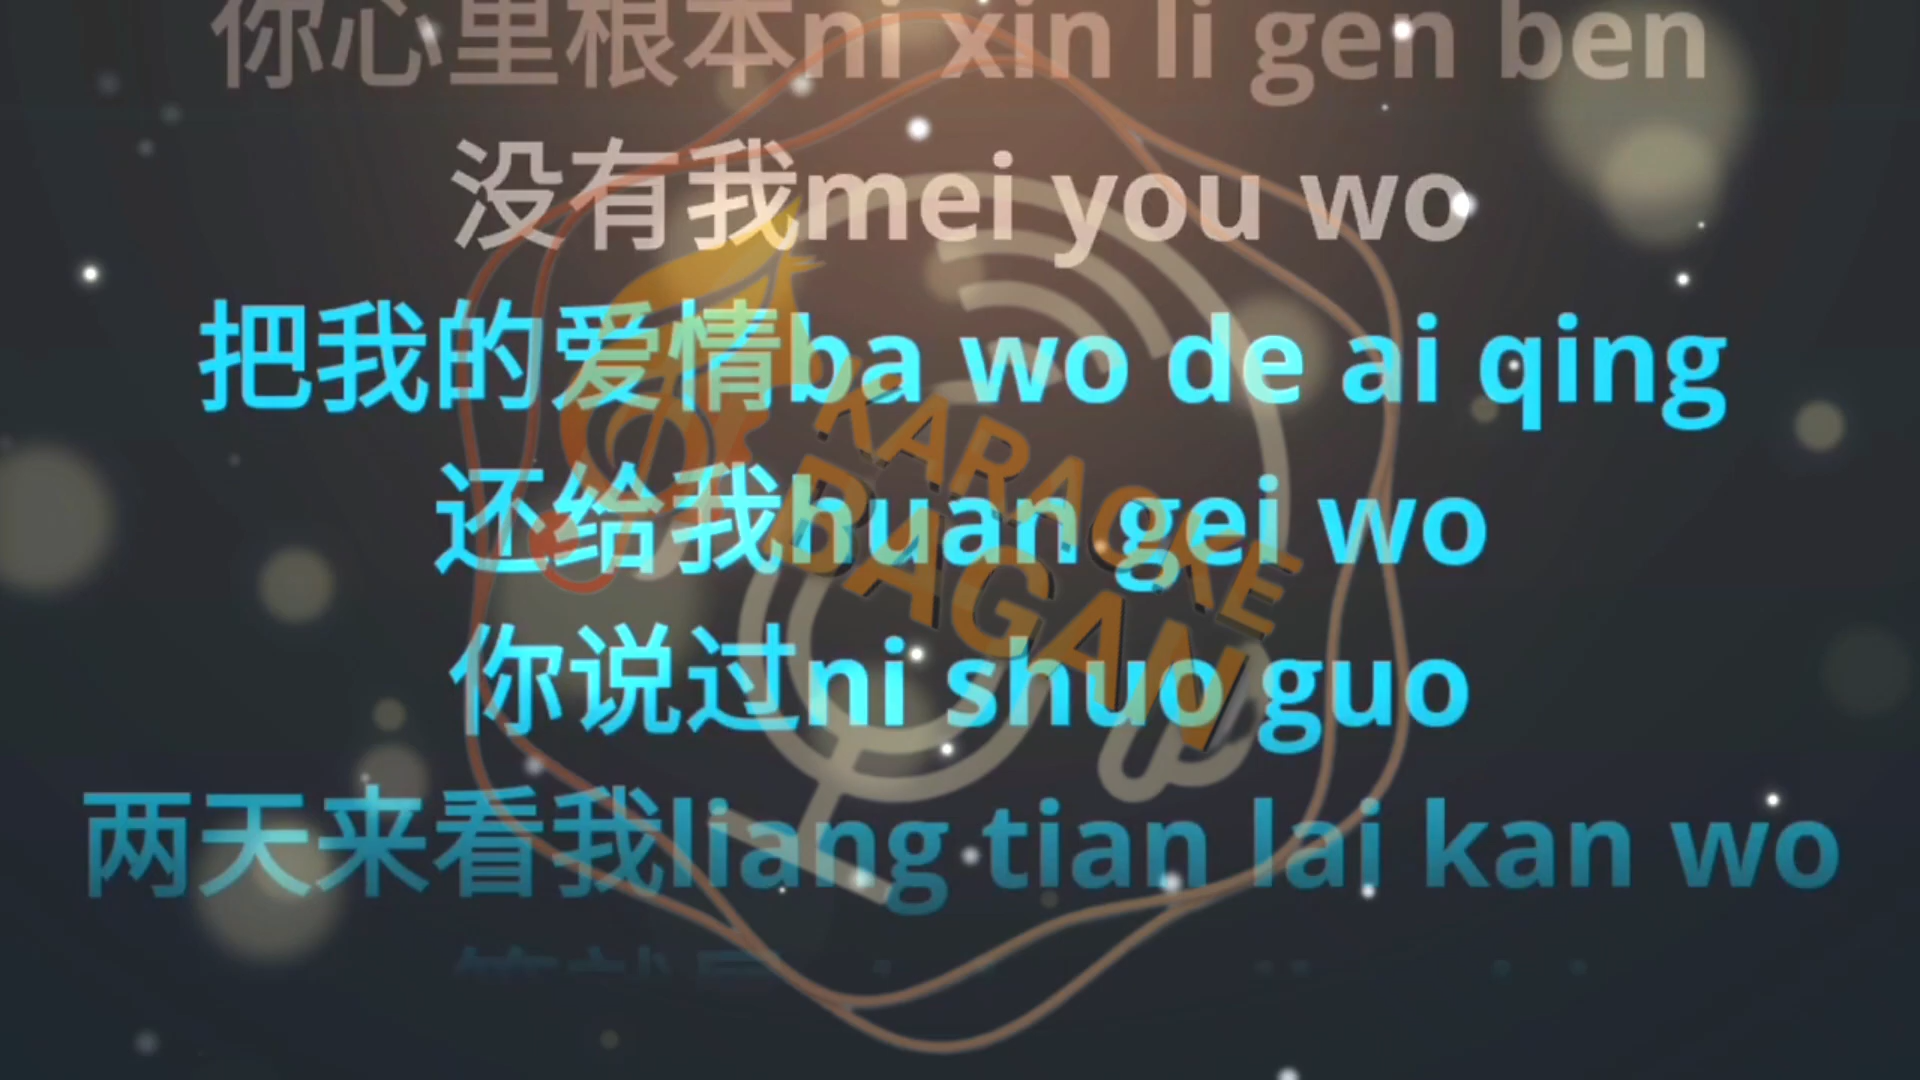 你心里根本ni xin li gen ben
没有我mei you wo
把我的爱情ba wo de ai qing
还给我huan gei wo
你说过ni shuo guo
两天来看我liang tian lai kan wo
KARAOKE
BAGAN